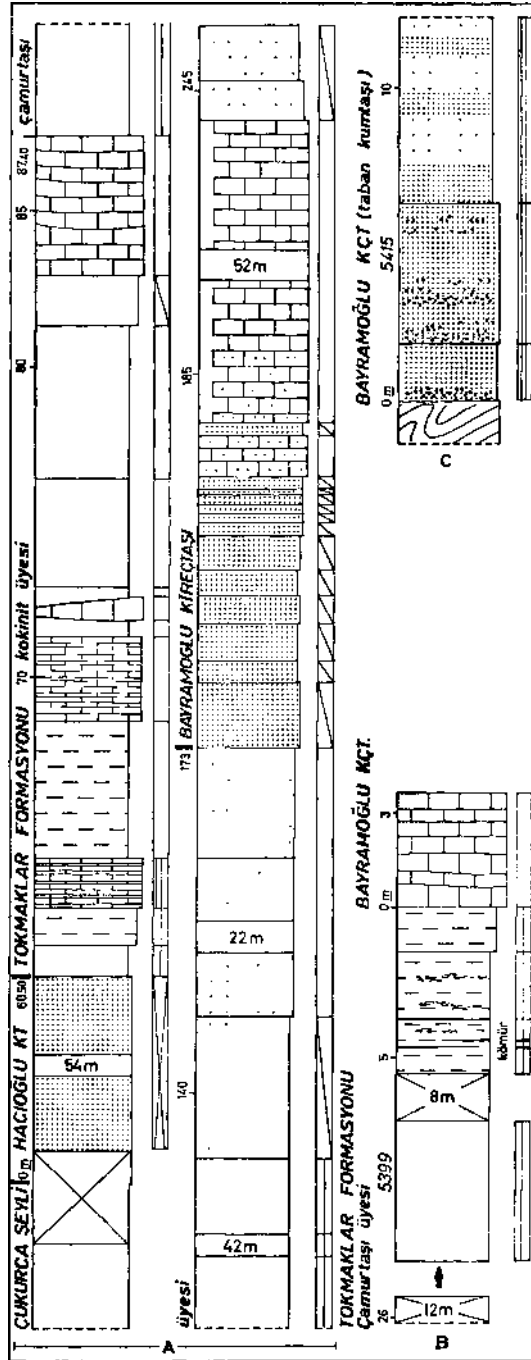 ÇUKURCA ŞEYLİ
0m
HACIOĞLU KT
60.50
TOKMAKLAR FORMASYONU
70
kokinit üyesi
80
85
87.40
çamurtaşı
54m
üyesi
140
173
BAYRAMOĞLU KİREÇTAŞI
185
245
42m
22m
52m
A
TOKMAKLAR FORMASYONU
Çamurtaşı üyesi
26
5399
15
0m
3
BAYRAMOĞLU KÇT.
12m
8m
kömür
B
BAYRAMOĞLU KÇT (taban kumtaşı)
0m
5415
10
C